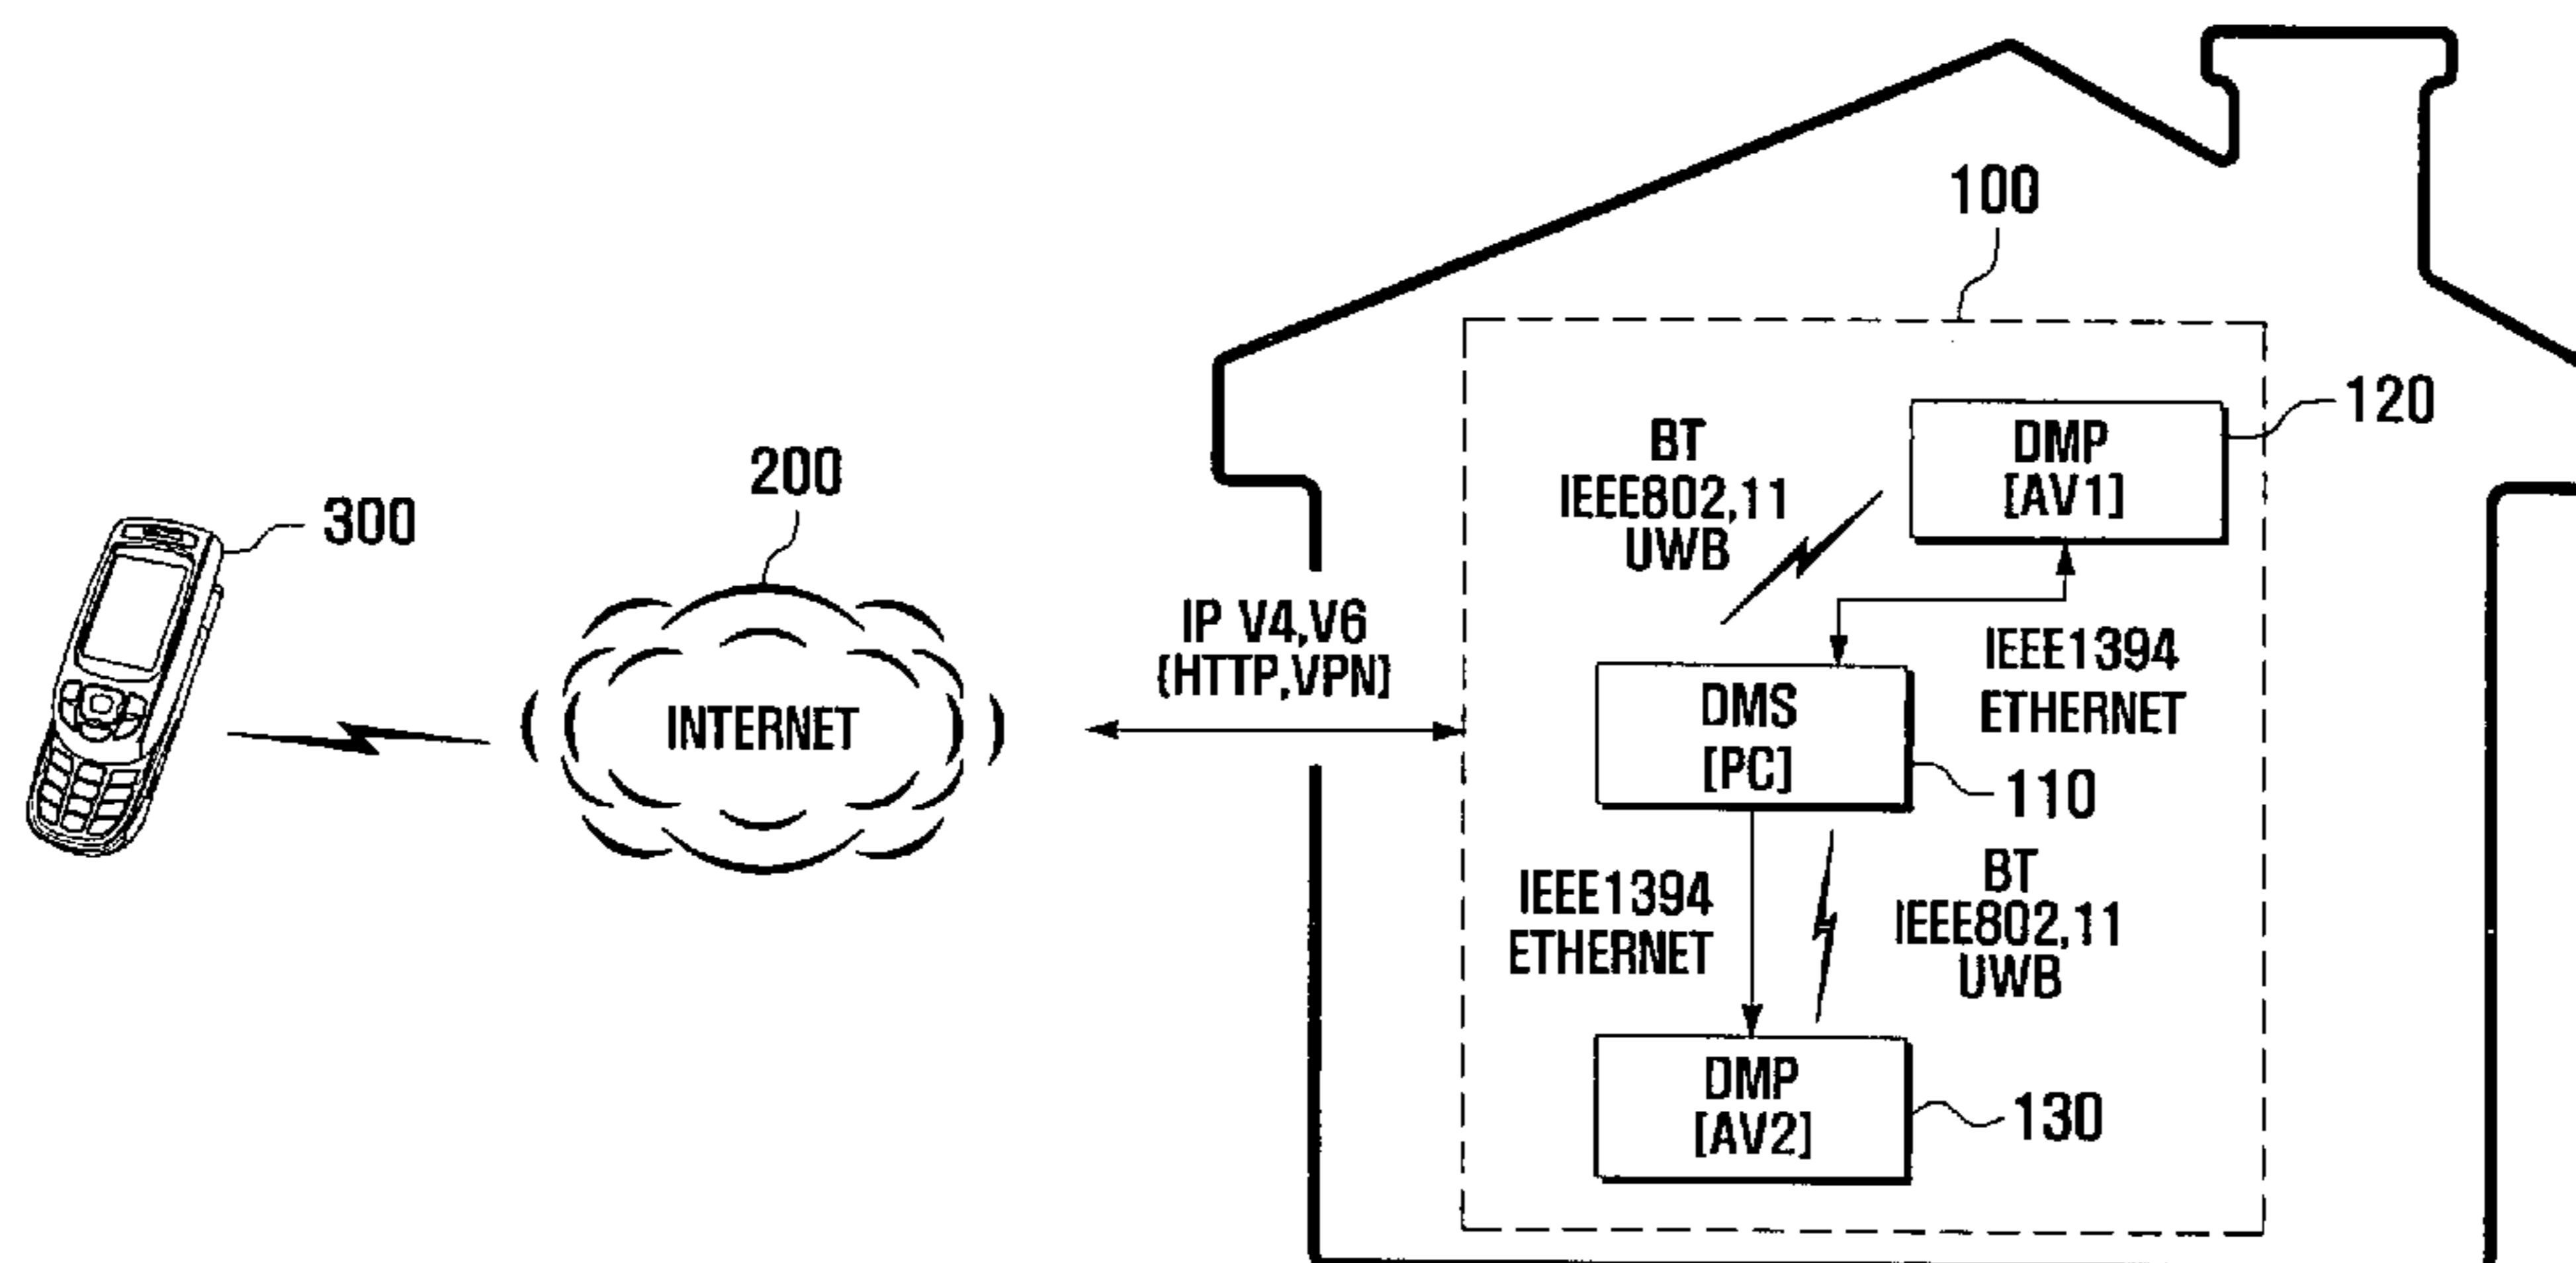 100
120
DMP
[AV1]
BT
IEEE802,11
UWB
200
300
IP V4,V6
(HTTP,VPN]
IEEE1394
ETHERNET
INTERNET
DMS
[PC]
110
IEEE1394
ETHERNET
BT
IEEE802,11
UWB
DMP
[AV2]
130